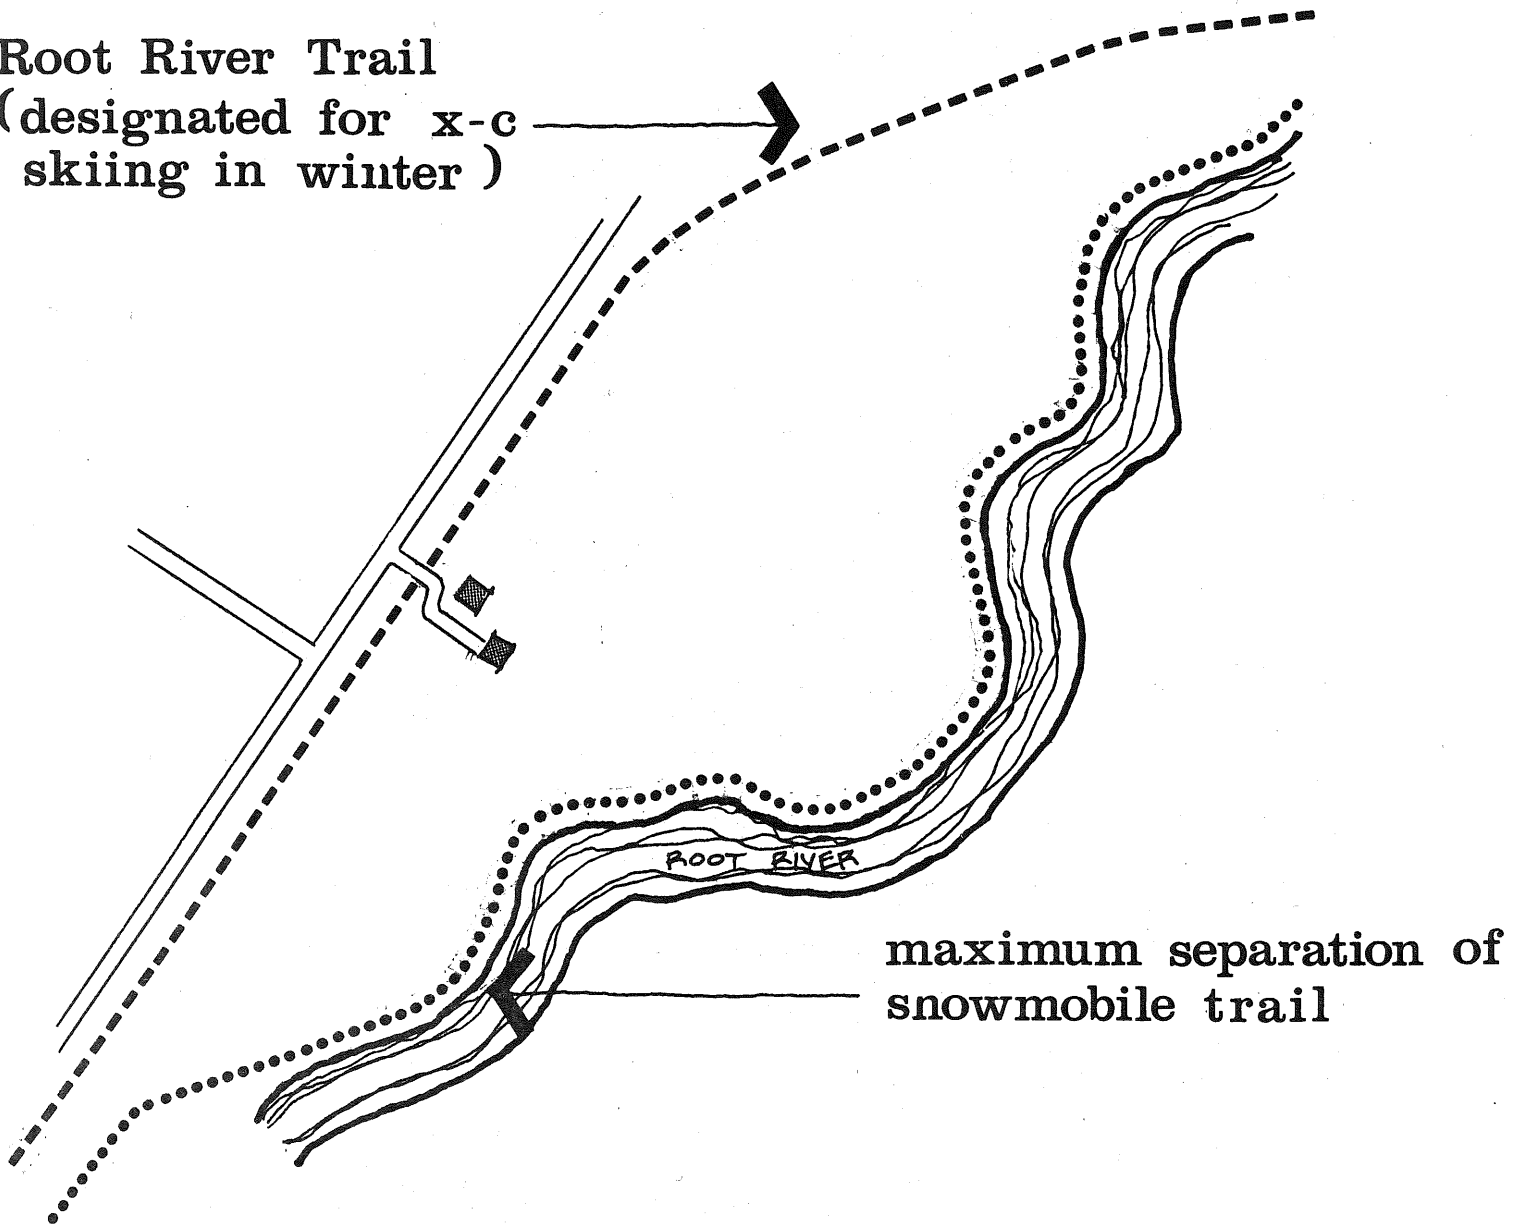 Root River Trail
(designated for x-c
skiing in winter)
ROOT RIVER
maximum separation of
snowmobile trail